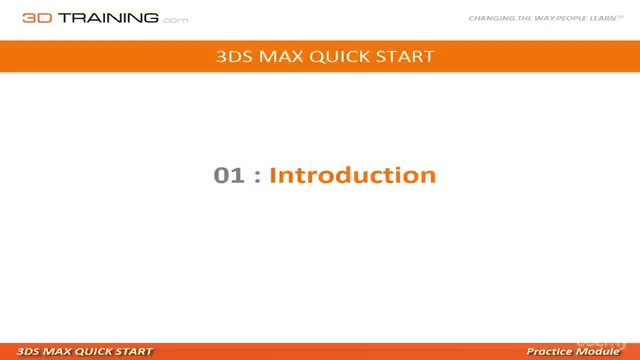 3D TRAINING.com
CHANGING THE WAY PEOPLE LEARN™
3DS MAX QUICK START
01 : Introduction
3DS MAX QUICK START
Practice Module